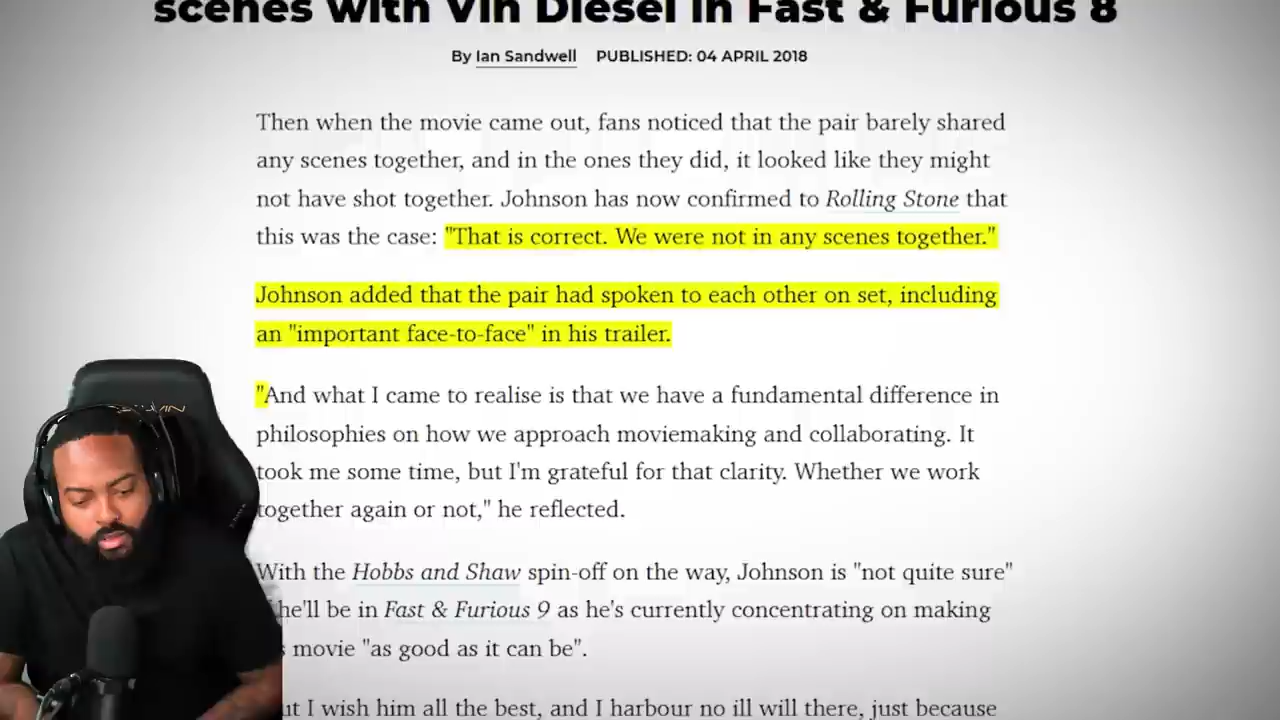 scenes with Vin Diesel in Fast & Furious 8
By Ian Sandwell PUBLISHED: 04 APRIL 2018
Then when the movie came out, fans noticed that the pair barely shared
any scenes together, and in the ones they did, it looked like they might
not have shot together. Johnson has now confirmed to Rolling Stone that
this was the case: "That is correct. We were not in any scenes together."
Johnson added that the pair had spoken to each other on set, including
an "important face-to-face" in his trailer.
"And what I came to realise is that we have a fundamental difference in
philosophies on how we approach moviemaking and collaborating. It
took me some time, but I'm grateful for that clarity. Whether we work
together again or not," he reflected.
With the Hobbs and Shaw spin-off on the way, Johnson is "not quite sure"
he'll be in Fast & Furious 9 as he's currently concentrating on making
movie "as good as it can be".
I wish him all the best, and I harbour no ill will there, just because